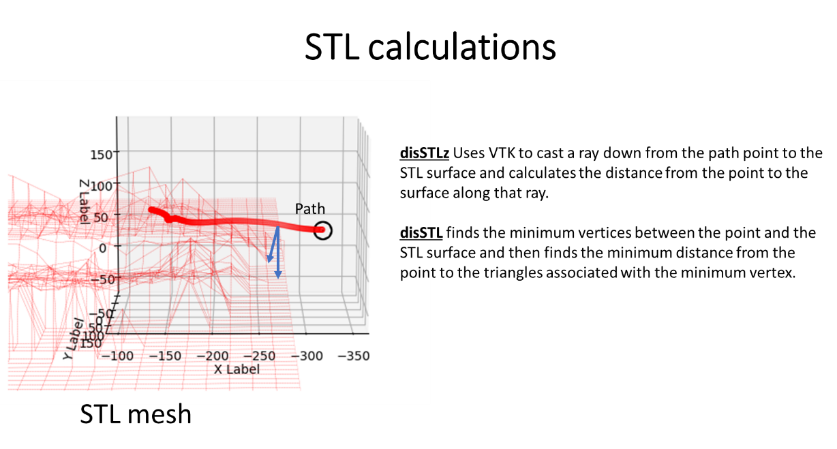 STL calculations
disSTLz Uses VTK to cast a ray down from the path point to the
STL surface and calculates the distance from the point to the
surface along that ray.
disSTL finds the minimum vertices between the point and the
STL surface and then finds the minimum distance from the
point to the triangles associated with the minimum vertex.
Path
150
100
50
0
−50
Z Label
−50
50
100
150
Y Label
−100 −150 −200 −250 −300 −350
X Label
STL mesh